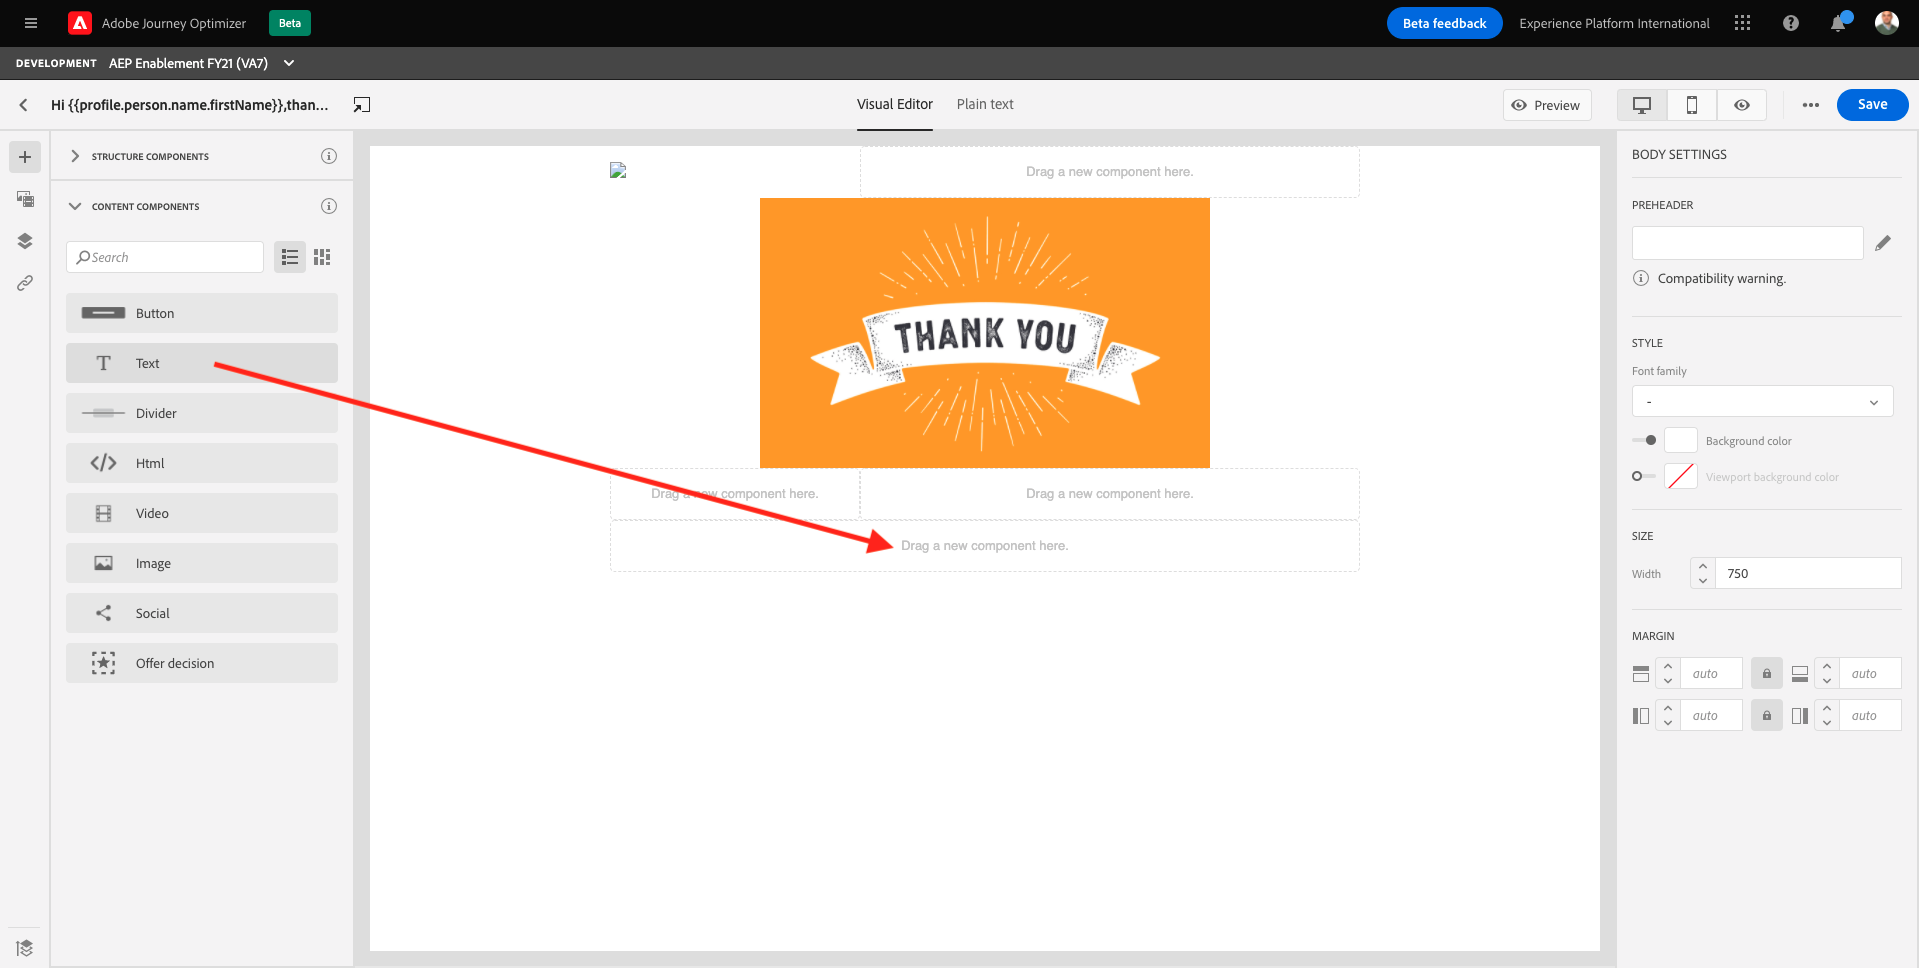 Adobe Journey Optimizer Beta Beta feedback Experience Platform International
DEVELOPMENT AEP Enablement FY21 (VA7)
Hi {{profile.person.name.firstName}},than... Visual Editor Plain text Preview Save
STRUCTURE COMPONENTS
CONTENT COMPONENTS
Search
Button
Text
Divider
Html
Video
Image
Social
Offer decision
Drag a new component here.
THANK YOU
Drag a new component here. Drag a new component here.
Drag a new component here.
BODY SETTINGS
PREHEADER
Compatibility warning.
STYLE
Font family
-
Background color
Viewport background color
SIZE
Width 750
MARGIN
auto auto
auto auto